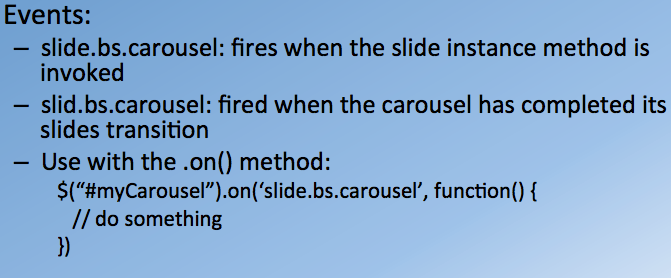 Events:
– slide.bs.carousel: fires when the slide instance method is
invoked
– slid.bs.carousel: fired when the carousel has completed its
slides transition
– Use with the .on() method:
$(“#myCarousel”).on(‘slide.bs.carousel’, function() {
// do something
})